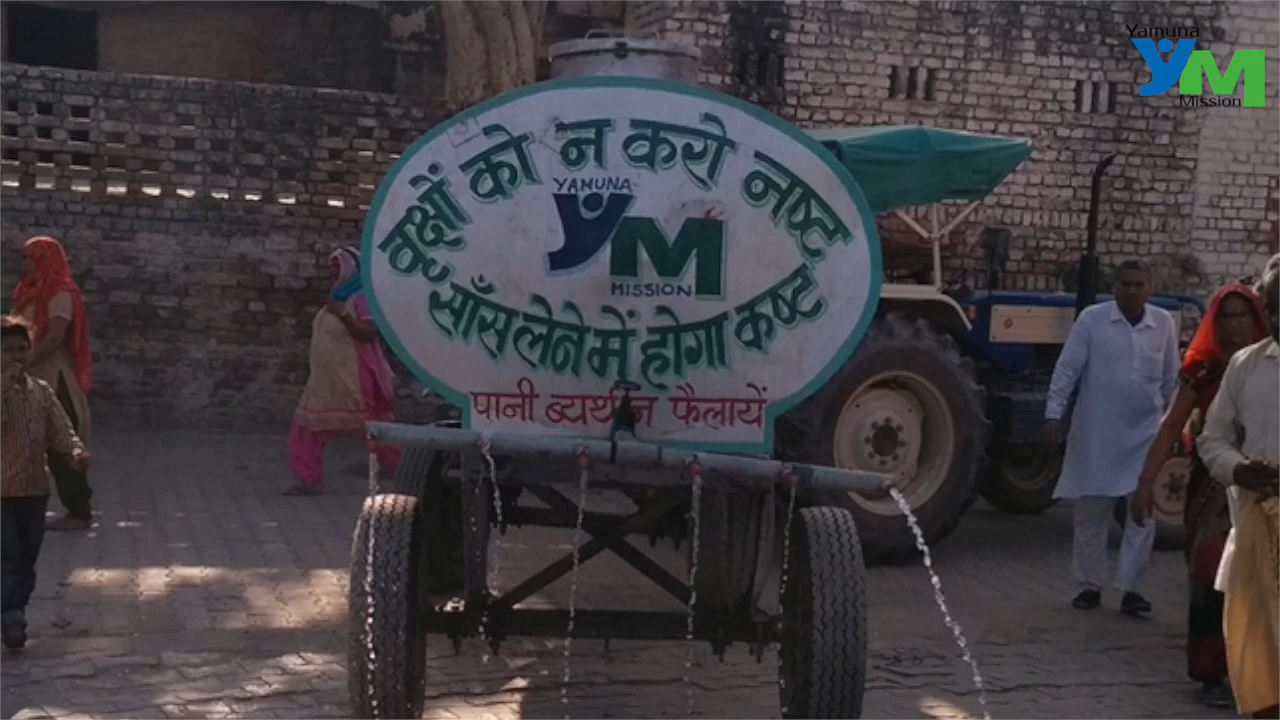 Yamuna
YM
Mission
वृक्षों को न करो नष्ट
YAMUNA
YM
MISSION
साँस लेने में होगा कष्ट
पानी ब्यर्थ न फैलायें